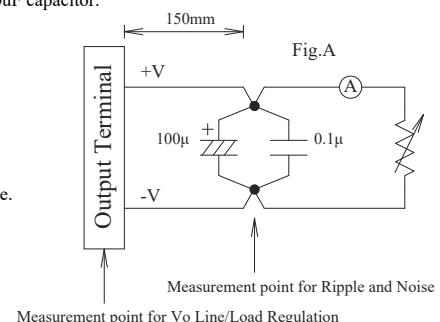 uF capacitor.
150mm
Fig.A
+V
A
Output Terminal
100μ
+
0.1μ
e.
-V
Measurement point for Ripple and Noise
Measurement point for Vo Line/Load Regulation